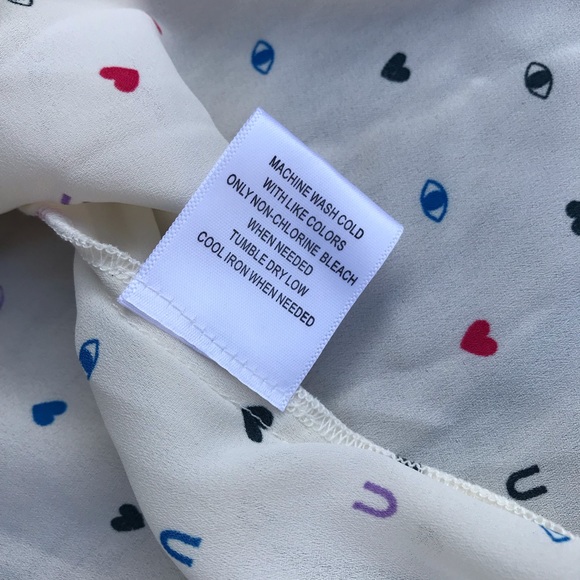 MACHINE WASH COLD
WITH LIKE COLORS
ONLY NON-CHLORINE BLEACH
WHEN NEEDED
TUMBLE DRY LOW
COOL IRON WHEN NEEDED